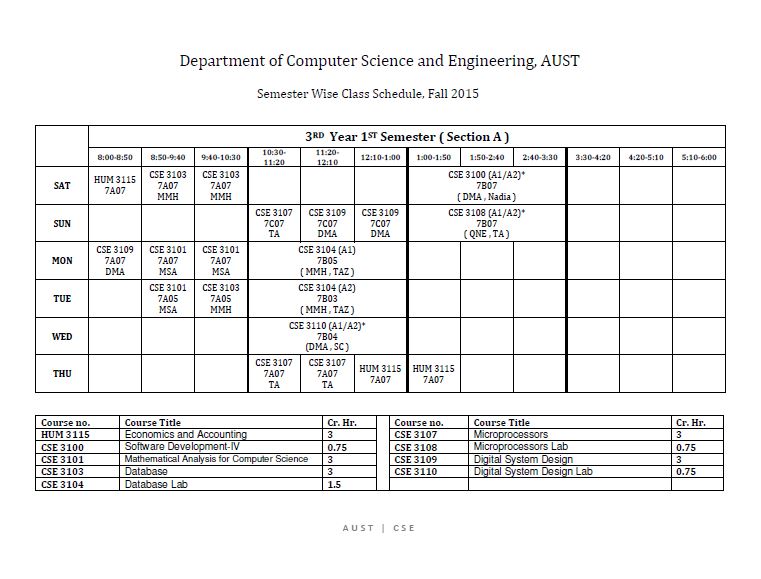 Department of Computer Science and Engineering, AUST
Semester Wise Class Schedule, Fall 2015
3RD Year 1ST Semester ( Section A )
8:00-8:50 8:50-9:40 9:40-10:30 10:30-11:20 11:20-12:10 12:10-1:00 1:00-1:50 1:50-2:40 2:40-3:30 3:30-4:20 4:20-5:10 5:10-6:00
SAT
HUM 3115
7A07
CSE 3103
7A07
MMH
CSE 3103
7A07
MMH
CSE 3100 (A1/A2)*
7B07
( DMA , Nadia )
SUN
CSE 3107
7C07
TA
CSE 3109
7C07
DMA
CSE 3109
7C07
DMA
CSE 3108 (A1/A2)*
7B07
( QNE , TA )
MON
CSE 3109
7A07
DMA
CSE 3101
7A07
MSA
CSE 3101
7A07
MSA
CSE 3104 (A1)
7B05
( MMH , TAZ )
TUE
CSE 3101
7A05
MSA
CSE 3103
7A05
MMH
CSE 3104 (A2)
7B03
( MMH , TAZ )
WED
CSE 3110 (A1/A2)*
7B04
(DMA , SC )
THU
CSE 3107
7A07
TA
CSE 3107
7A07
TA
HUM 3115
7A07
HUM 3115
7A07
Course no. Course Title Cr. Hr. Course no. Course Title Cr. Hr.
HUM 3115 Economics and Accounting 3 CSE 3107 Microprocessors 3
CSE 3100 Software Development-IV 0.75 CSE 3108 Microprocessors Lab 0.75
CSE 3101 Mathematical Analysis for Computer Science 3 CSE 3109 Digital System Design 3
CSE 3103 Database 3 CSE 3110 Digital System Design Lab 0.75
CSE 3104 Database Lab 1.5
AUST | CSE